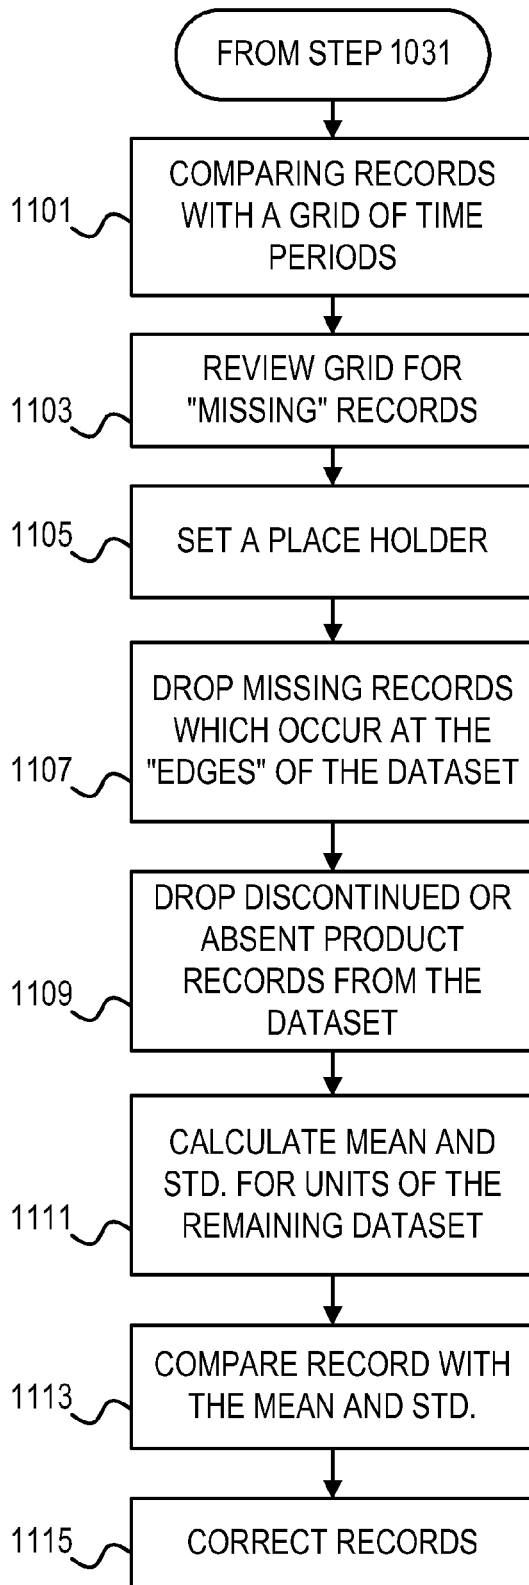 FROM STEP 1031
1101
COMPARING RECORDS
WITH A GRID OF TIME
PERIODS
1103
REVIEW GRID FOR
"MISSING" RECORDS
1105
SET A PLACE HOLDER
1107
DROP MISSING RECORDS
WHICH OCCUR AT THE
"EDGES" OF THE DATASET
1109
DROP DISCONTINUED OR
ABSENT PRODUCT
RECORDS FROM THE
DATASET
1111
CALCULATE MEAN AND
STD. FOR UNITS OF THE
REMAINING DATASET
1113
COMPARE RECORD WITH
THE MEAN AND STD.
1115
CORRECT RECORDS